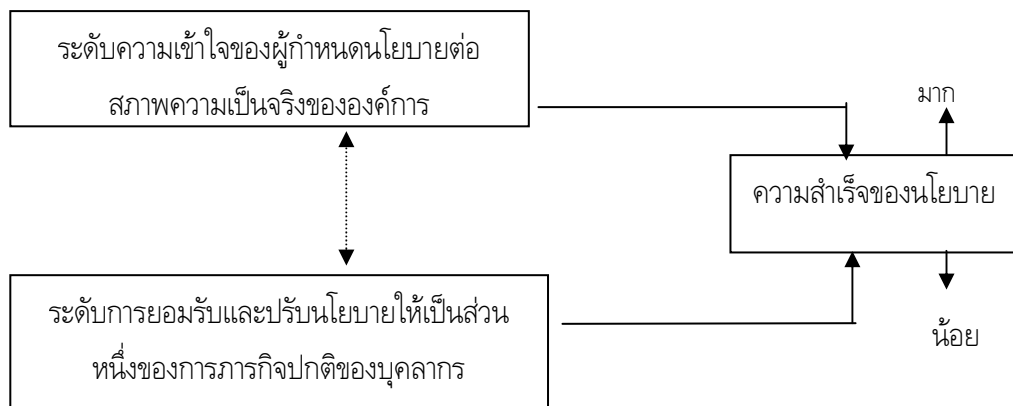 ระดับความเข้าใจของผู้กำหนดนโยบายต่อ
สภาพความเป็นจริงขององค์การ
มาก
ความสำเร็จของนโยบาย
ระดับการยอมรับและปรับนโยบายให้เป็นส่วน
หนึ่งของการภารกิจปกติของบุคลากร
น้อย